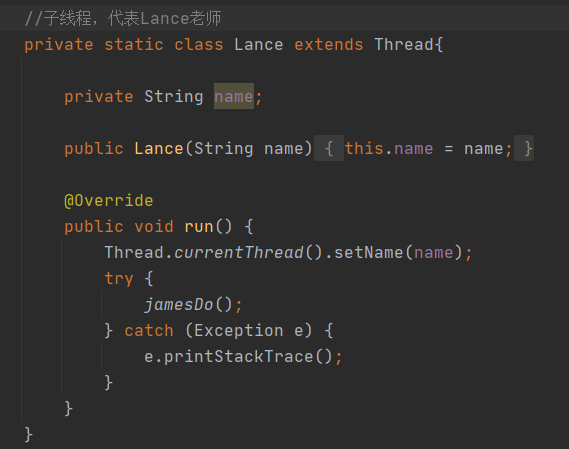 //子线程，代表Lance老师
private static class Lance extends Thread{
private String name;
public Lance(String name) { this.name = name; }
@Override
public void run() {
Thread.currentThread().setName(name);
try {
jamesDo();
} catch (Exception e) {
e.printStackTrace();
}
}
}